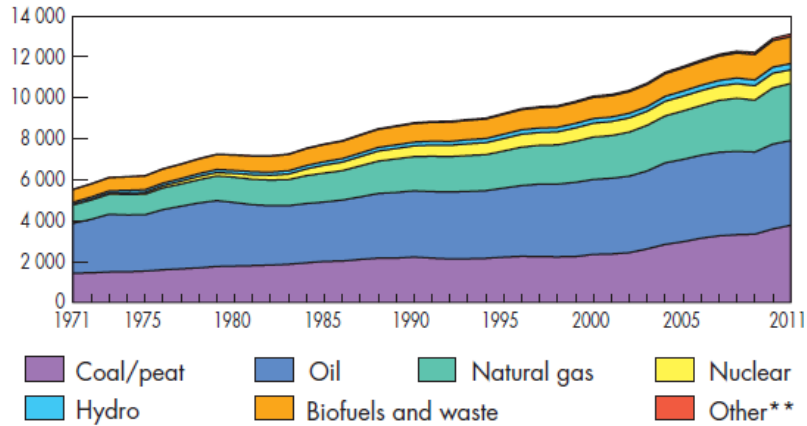 14 000
12 000
10 000
8 000
6 000
4 000
2 000
0
1971 1975 1980 1985 1990 1995 2000 2005 2011
Coal/peat Oil Natural gas Nuclear
Hydro Biofuels and waste Other**